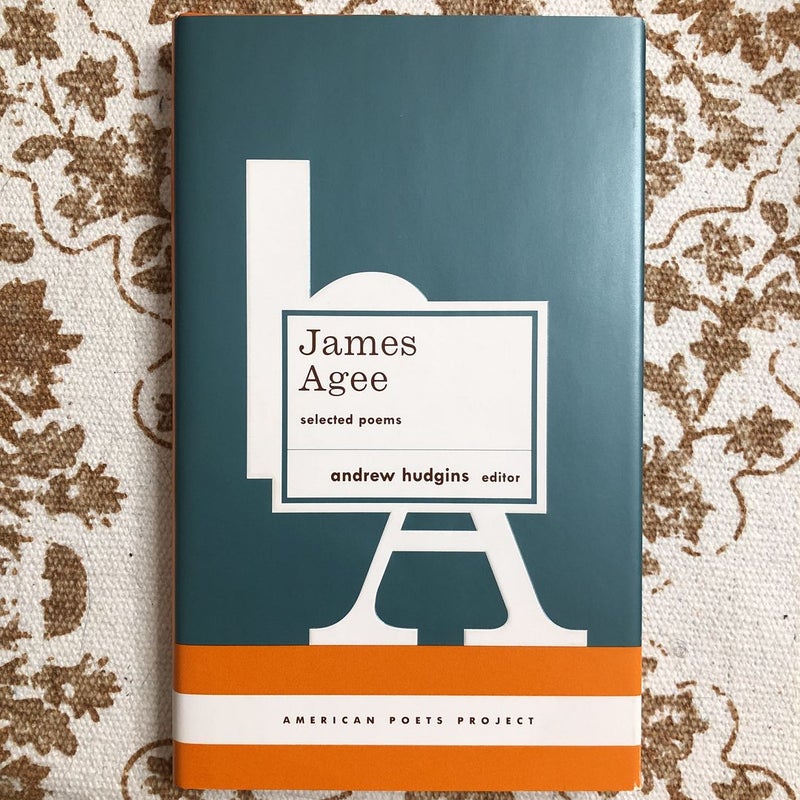 James
Agee
selected poems
andrew hudgins editor
AMERICAN POETS PROJECT